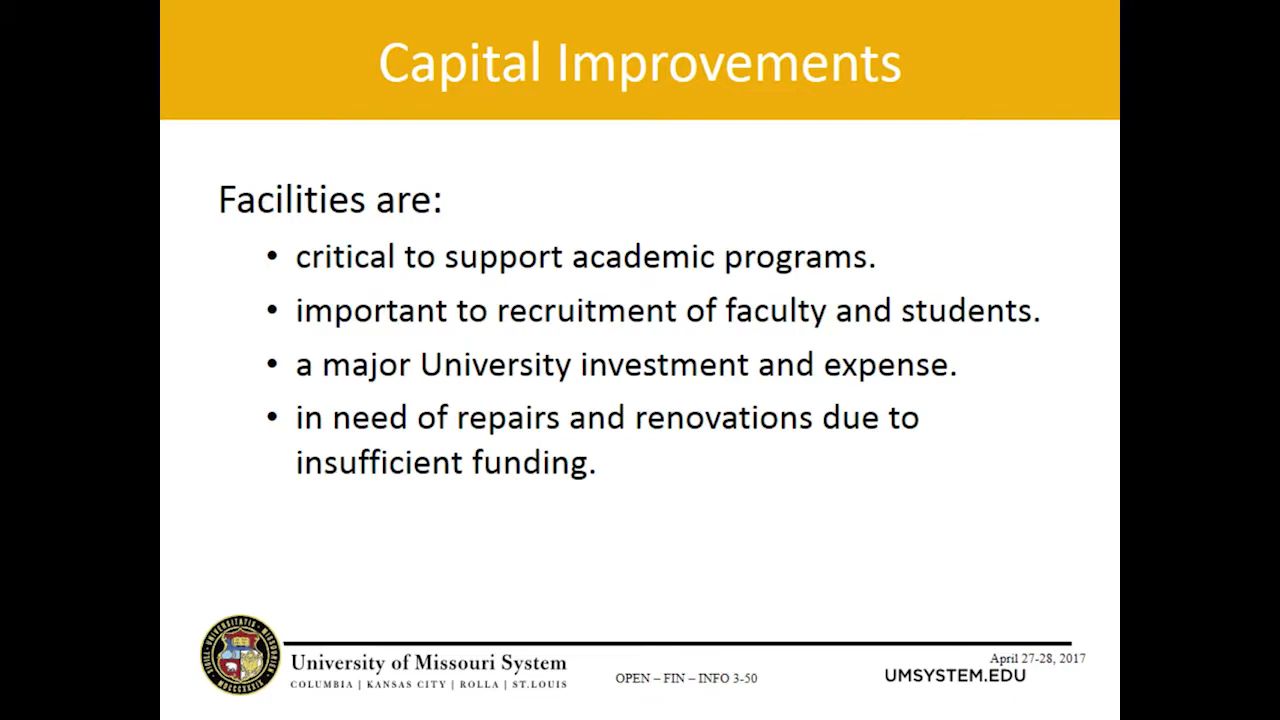 Capital Improvements
Facilities are:
• critical to support academic programs.
• important to recruitment of faculty and students.
• a major University investment and expense.
• in need of repairs and renovations due to
insufficient funding.
University of Missouri System
COLUMBIA | KANSAS CITY | ROLLA | ST.LOUIS
OPEN – FIN – INFO 3-50
April 27-28, 2017
UMSYSTEM.EDU